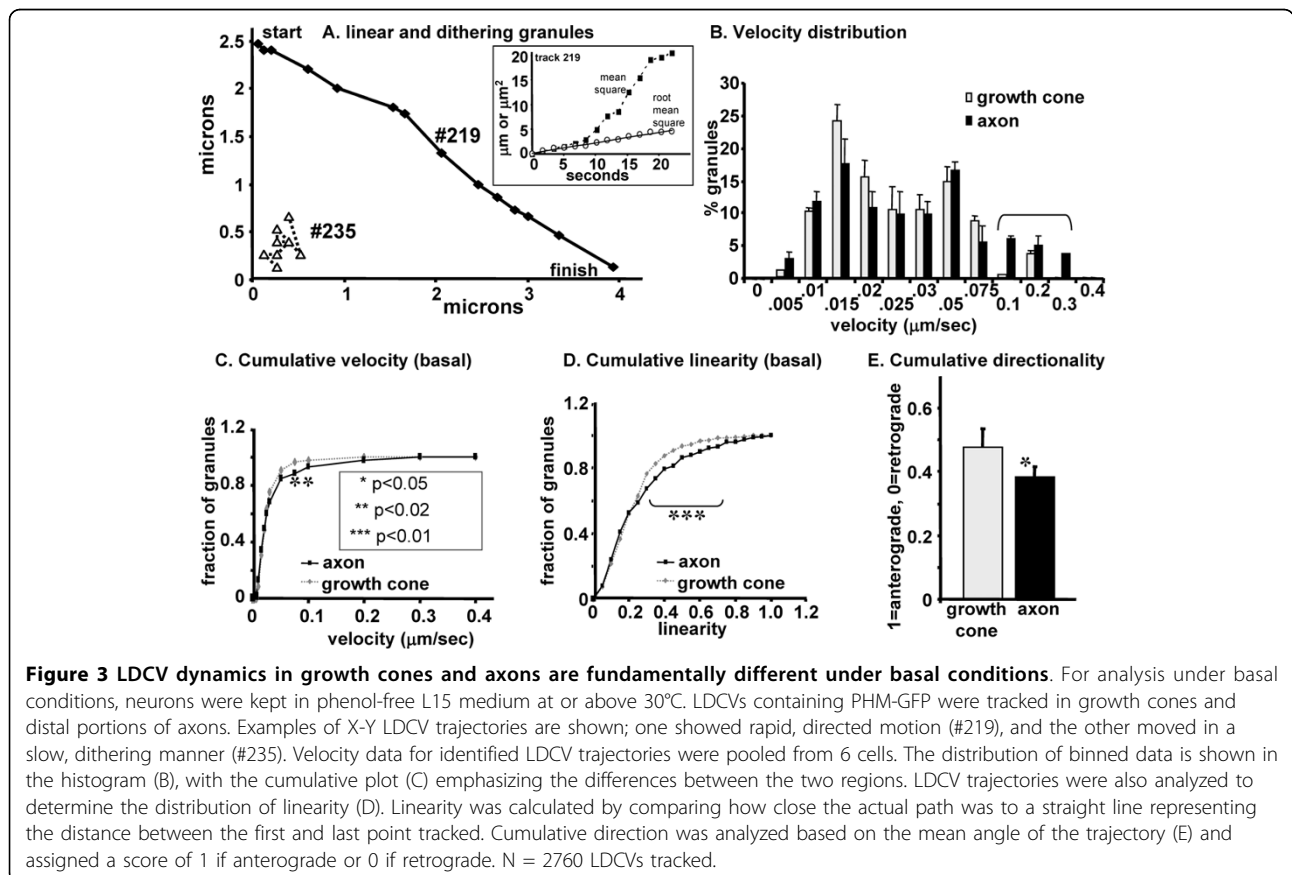 start A. linear and dithering granules
2.5
2
1.5
1
0.5
0
microns
0 1 2 3 4
microns
#219
#235
finish
track 219
20
15
10
5
0
μm or μm²
mean
square
root
mean
square
0 5 10 15 20
seconds
B. Velocity distribution
30
25
20
15
10
5
0
% granules
growth cone
axon
0 .01 .02 .03 .075 0.2 0.4
.005 .015 .025 .05 0.1 0.3
velocity (μm/sec)
C. Cumulative velocity (basal)
1.2
0.8
0.4
0
fraction of granules
**
* p<0.05
** p<0.02
*** p<0.01
axon
growth cone
0 0.1 0.2 0.3 0.4
velocity (μm/sec)
D. Cumulative linearity (basal)
1.2
0.8
0.4
0
fraction of granules
***
axon
growth cone
0 0.2 0.4 0.6 0.8 1.0 1.2
linearity
E. Cumulative directionality
0.6
0.4
0.2
0
1=anterograde, 0=retrograde
*
growth axon
cone
Figure 3 LDCV dynamics in growth cones and axons are fundamentally different under basal conditions. For analysis under basal
conditions, neurons were kept in phenol-free L15 medium at or above 30°C. LDCVs containing PHM-GFP were tracked in growth cones and
distal portions of axons. Examples of X-Y LDCV trajectories are shown; one showed rapid, directed motion (#219), and the other moved in a
slow, dithering manner (#235). Velocity data for identified LDCV trajectories were pooled from 6 cells. The distribution of binned data is shown in
the histogram (B), with the cumulative plot (C) emphasizing the differences between the two regions. LDCV trajectories were also analyzed to
determine the distribution of linearity (D). Linearity was calculated by comparing how close the actual path was to a straight line representing
the distance between the first and last point tracked. Cumulative direction was analyzed based on the mean angle of the trajectory (E) and
assigned a score of 1 if anterograde or 0 if retrograde. N = 2760 LDCVs tracked.